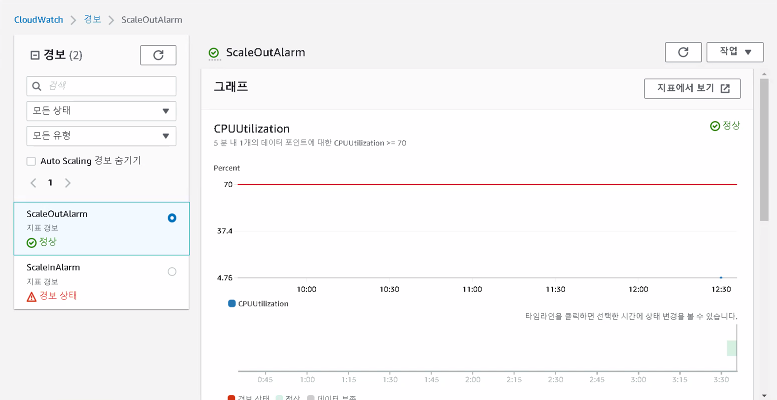 CloudWatch > 경보 > ScaleOutAlarm
경보 (2)
검색
모든 상태
모든 유형
Auto Scaling 경보 숨기기
< 1 >
ScaleOutAlarm
지표 경보
정상
ScaleInAlarm
지표 경보
경보 상태
ScaleOutAlarm
작업
그래프
지표에서 보기
CPUUtilization
정상
5 분 내 1개의 데이터 포인트에 대한 CPUUtilization >= 70
Percent
70
37.4
4.76
10:00 10:30 11:00 11:30 12:00 12:30
CPUUtilization
타임라인을 클릭하면 선택한 시간에 상태 변경을 볼 수 있습니다.
0:45 1:00 1:15 1:30 1:45 2:00 2:15 2:30 2:45 3:00 3:15 3:30
경보 상태 정상 데이터 부족